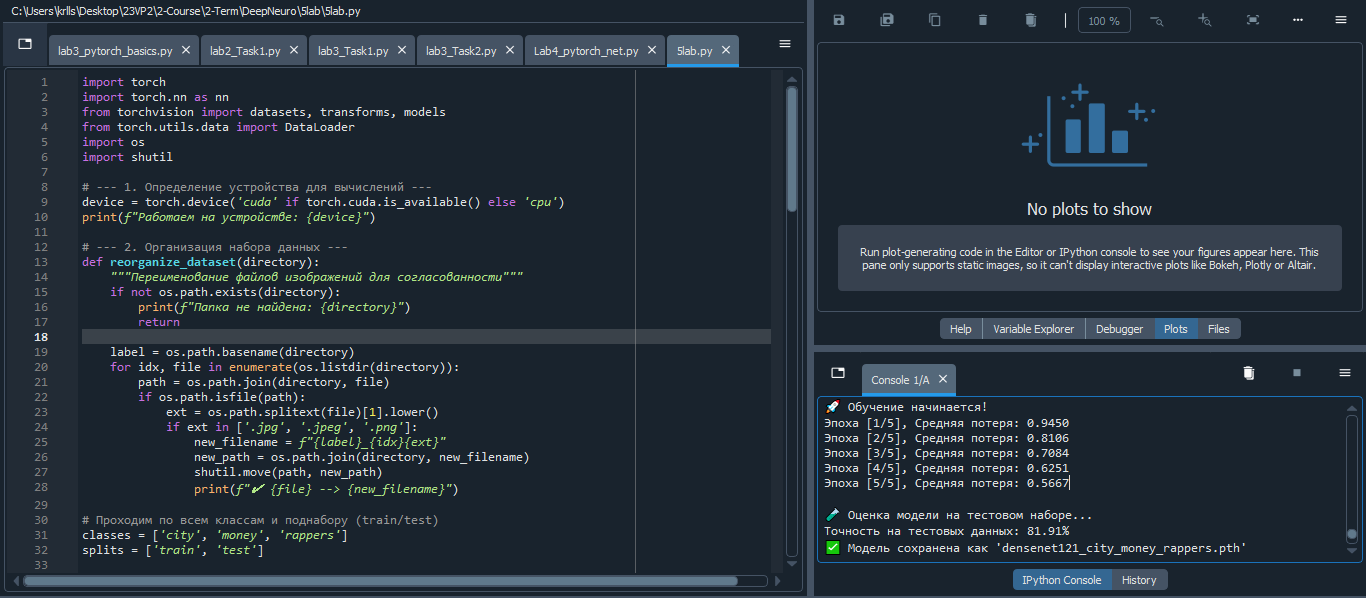 C:\Users\krlls\Desktop\23VP2\2-Course\2-Term\DeepNeuro\5lab\5lab.py
lab3_pytorch_basics.py
lab2_Task1.py
lab3_Task1.py
lab3_Task2.py
Lab4_pytorch_net.py
5lab.py
1 import torch
2 import torch.nn as nn
3 from torchvision import datasets, transforms, models
4 from torch.utils.data import DataLoader
5 import os
6 import shutil
7
8 # --- 1. Определение устройства для вычислений ---
9 device = torch.device('cuda' if torch.cuda.is_available() else 'cpu')
10 print(f"Работаем на устройстве: {device}")
11
12 # --- 2. Организация набора данных ---
13 def reorganize_dataset(directory):
14 """Переименование файлов изображений для согласованности"""
15 if not os.path.exists(directory):
16 print(f"Папка не найдена: {directory}")
17 return
18
19 label = os.path.basename(directory)
20 for idx, file in enumerate(os.listdir(directory)):
21 path = os.path.join(directory, file)
22 if os.path.isfile(path):
23 ext = os.path.splitext(file)[1].lower()
24 if ext in ['.jpg', '.jpeg', '.png']:
25 new_filename = f"{label}_{idx}{ext}"
26 new_path = os.path.join(directory, new_filename)
27 shutil.move(path, new_path)
28 print(f"✔ {file} --> {new_filename}")
29
30 # Проходим по всем классам и поднабору (train/test)
31 classes = ['city', 'money', 'rappers']
32 splits = ['train', 'test']
33
100 %
No plots to show
Run plot-generating code in the Editor or IPython console to see your figures appear here. This
pane only supports static images, so it can't display interactive plots like Bokeh, Plotly or Altair.
Help
Variable Explorer
Debugger
Plots
Files
Console 1/A
🚀 Обучение начинается!
Эпоха [1/5], Средняя потеря: 0.9450
Эпоха [2/5], Средняя потеря: 0.8106
Эпоха [3/5], Средняя потеря: 0.7084
Эпоха [4/5], Средняя потеря: 0.6251
Эпоха [5/5], Средняя потеря: 0.5667
🧪 Оценка модели на тестовом наборе...
Точность на тестовых данных: 81.91%
✅ Модель сохранена как 'densenet121_city_money_rappers.pth'
IPython Console
History